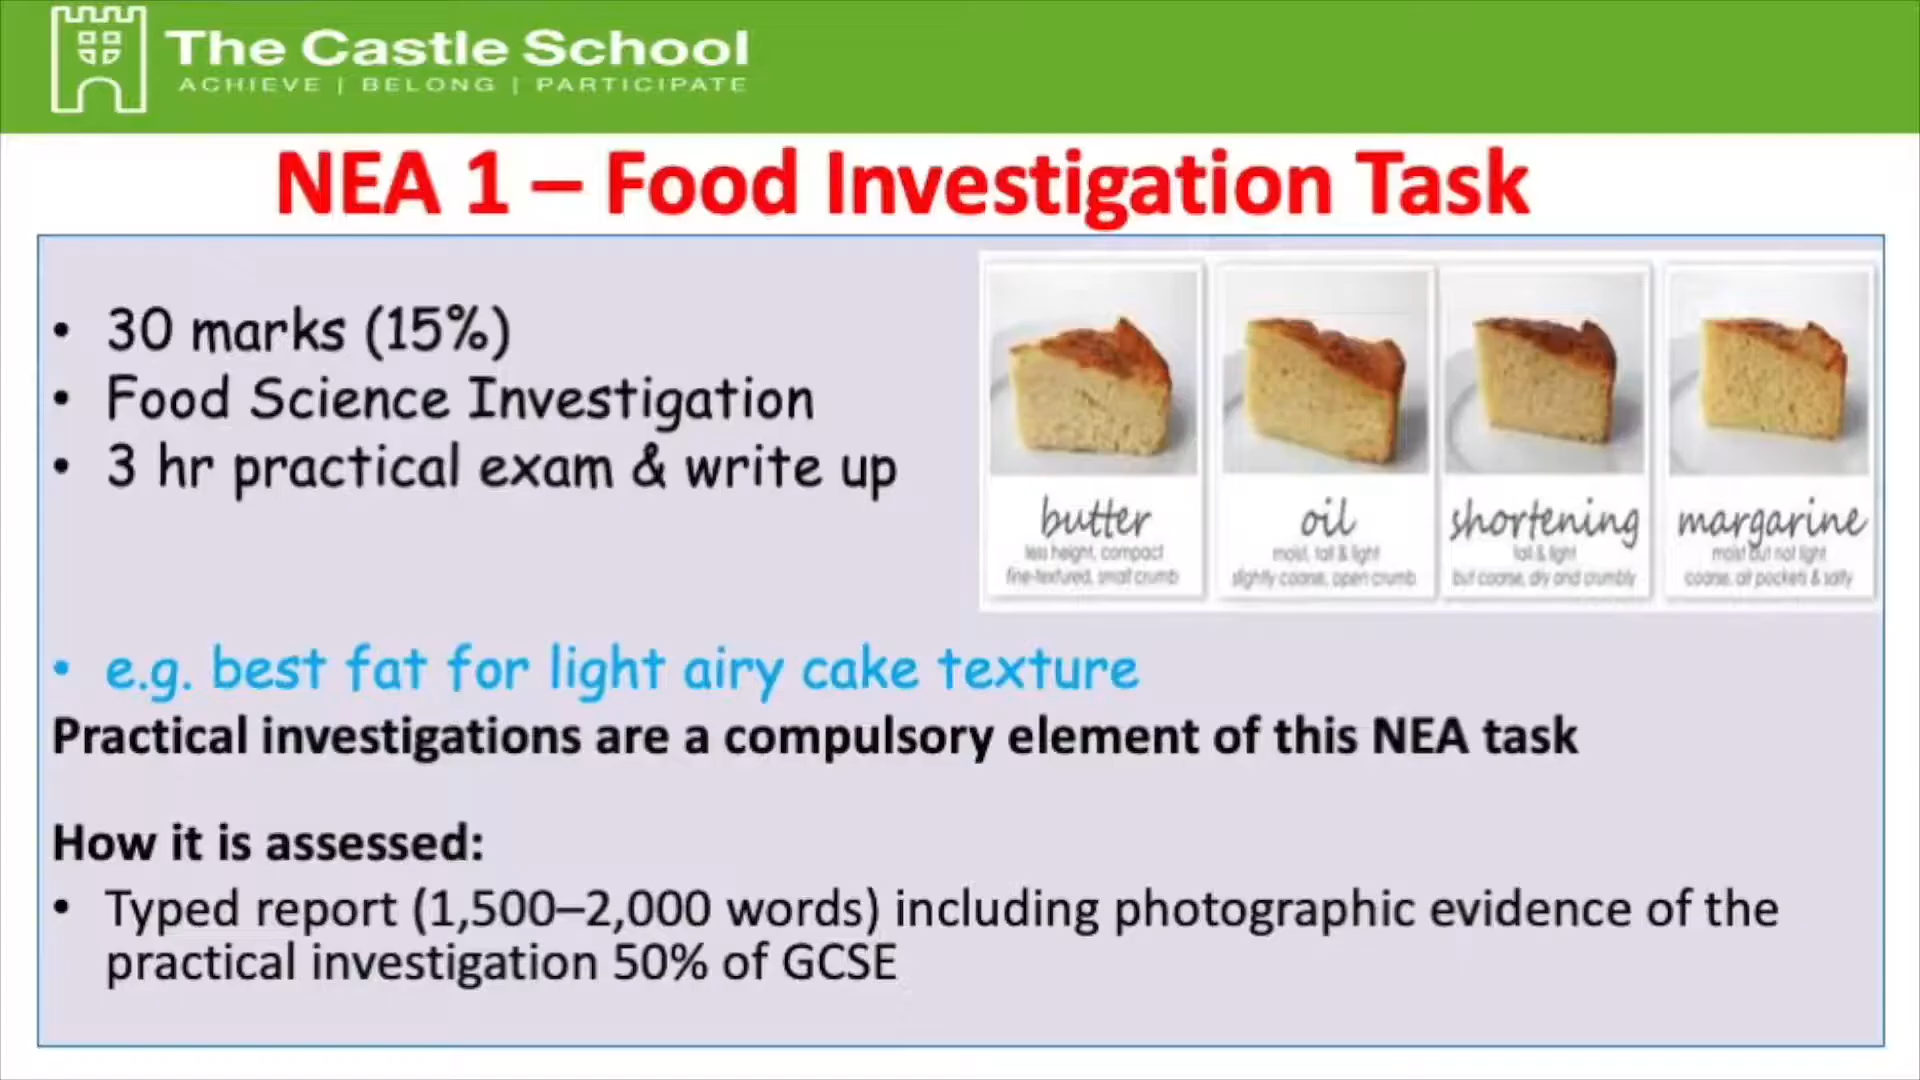 The Castle School
ACHIEVE | BELONG | PARTICIPATE
NEA 1 – Food Investigation Task
• 30 marks (15%)
• Food Science Investigation
• 3 hr practical exam & write up
butter
less height, compact
fine-textured, small crumb
oil
moist, tall & light
slightly coarse, open crumb
shortening
tall & light
but coarse, dry and crumbly
margarine
moist but not light
coarse, air pockets & salty
• e.g. best fat for light airy cake texture
Practical investigations are a compulsory element of this NEA task
How it is assessed:
• Typed report (1,500–2,000 words) including photographic evidence of the
practical investigation 50% of GCSE